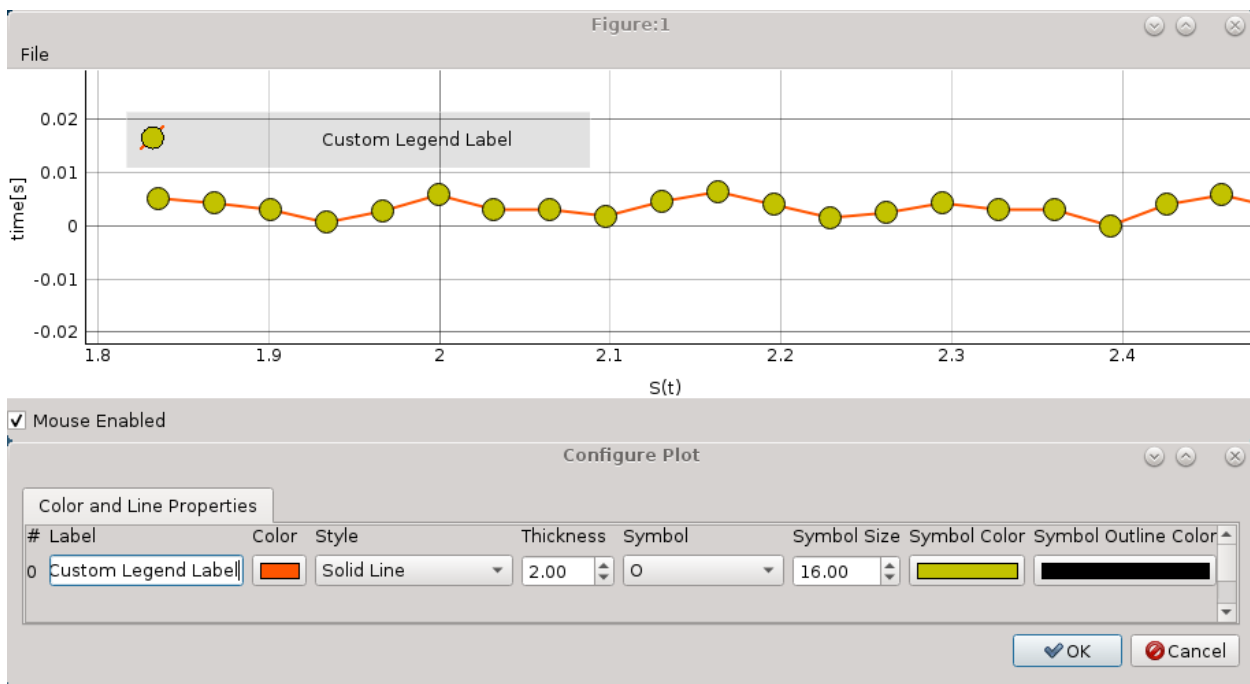 Figure:1
File
0.02
Custom Legend Label
0.01
0
-0.01
-0.02
time[s]
1.8 1.9 2 2.1 2.2 2.3 2.4
S(t)
Mouse Enabled
Configure Plot
Color and Line Properties
# Label Color Style Thickness Symbol Symbol Size Symbol Color Symbol Outline Color
0 Custom Legend Label Solid Line 2.00 O 16.00
OK Cancel